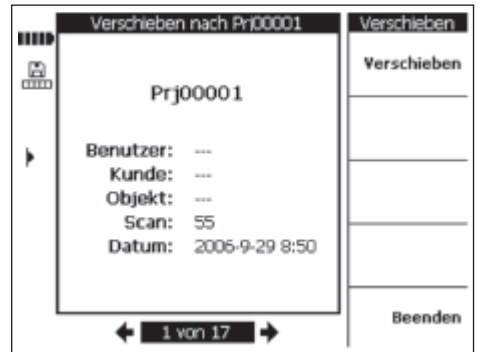 Verschieben nach Prj00001
Verschieben
Verschieben
Prj00001
Benutzer: ---
Kunde: ---
Objekt: ---
Scan: 55
Datum: 2006-9-29 8:50
1 von 17
Beenden